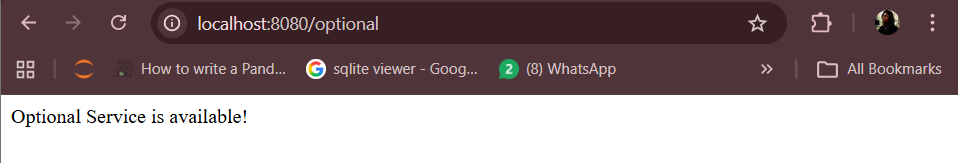 localhost:8080/optional
How to write a Pand... sqlite viewer - Goog... 2 (8) WhatsApp » All Bookmarks
Optional Service is available!